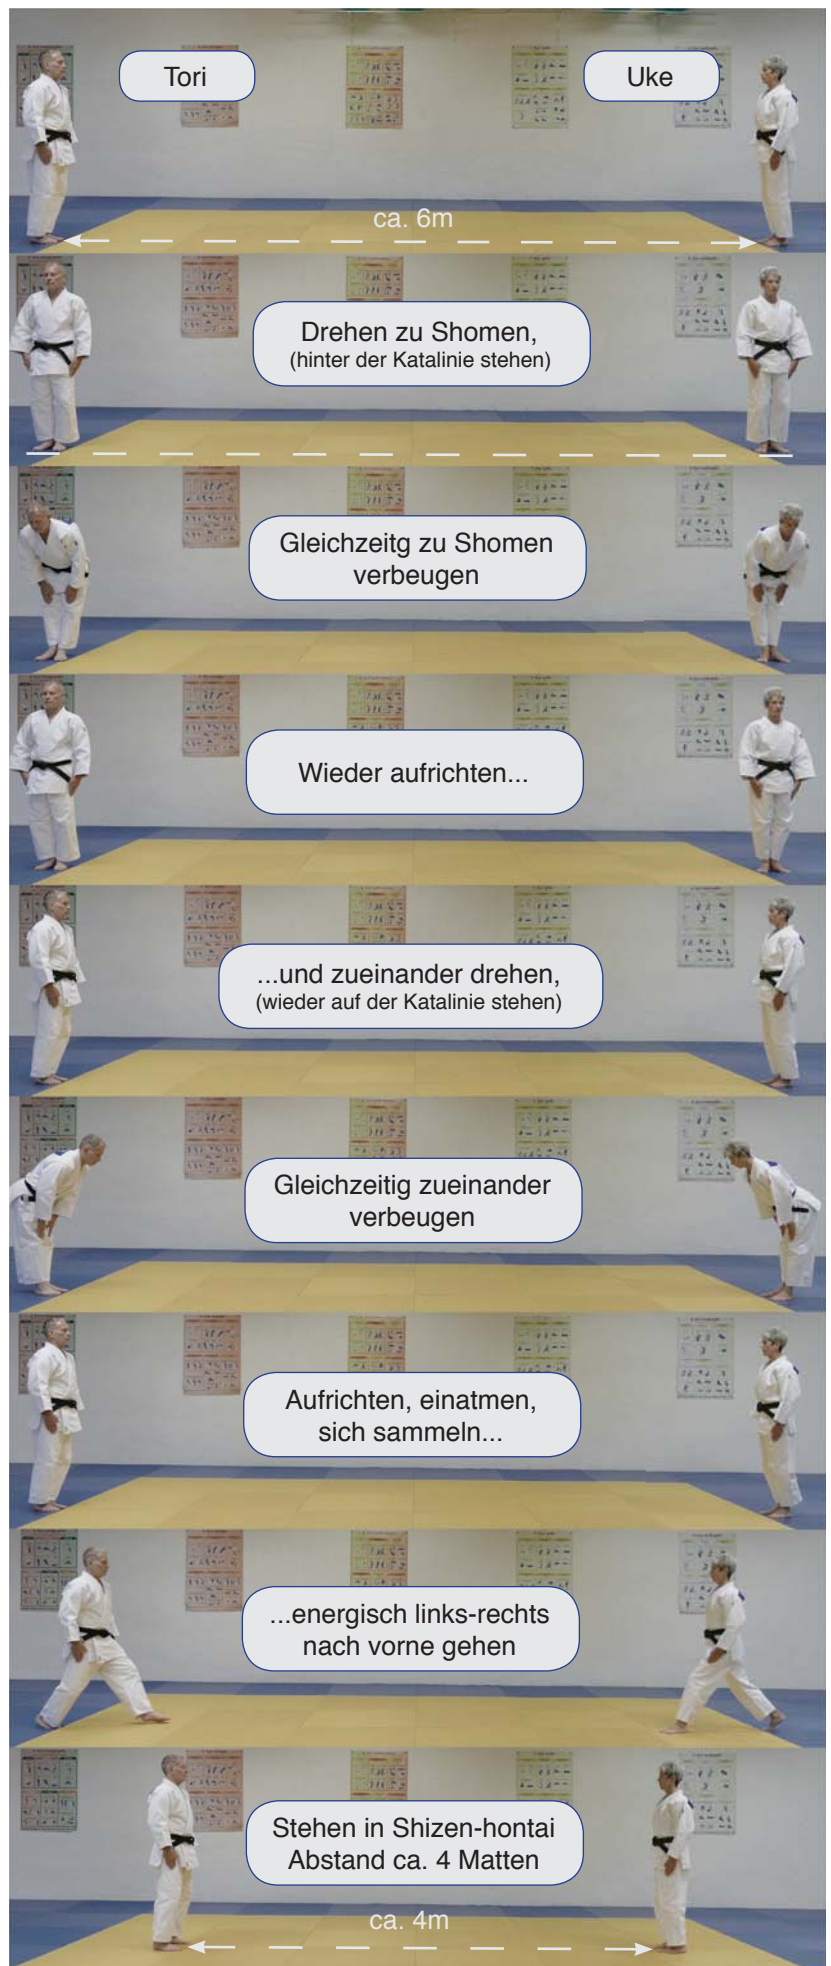 Tori
Uke
ca. 6m
Drehen zu Shomen,
(hinter der Katalinie stehen)
Gleichzeitg zu Shomen
verbeugen
Wieder aufrichten...
...und zueinander drehen,
(wieder auf der Katalinie stehen)
Gleichzeitig zueinander
verbeugen
Aufrichten, einatmen,
sich sammeln...
...energisch links-rechts
nach vorne gehen
Stehen in Shizen-hontai
Abstand ca. 4 Matten
ca. 4m